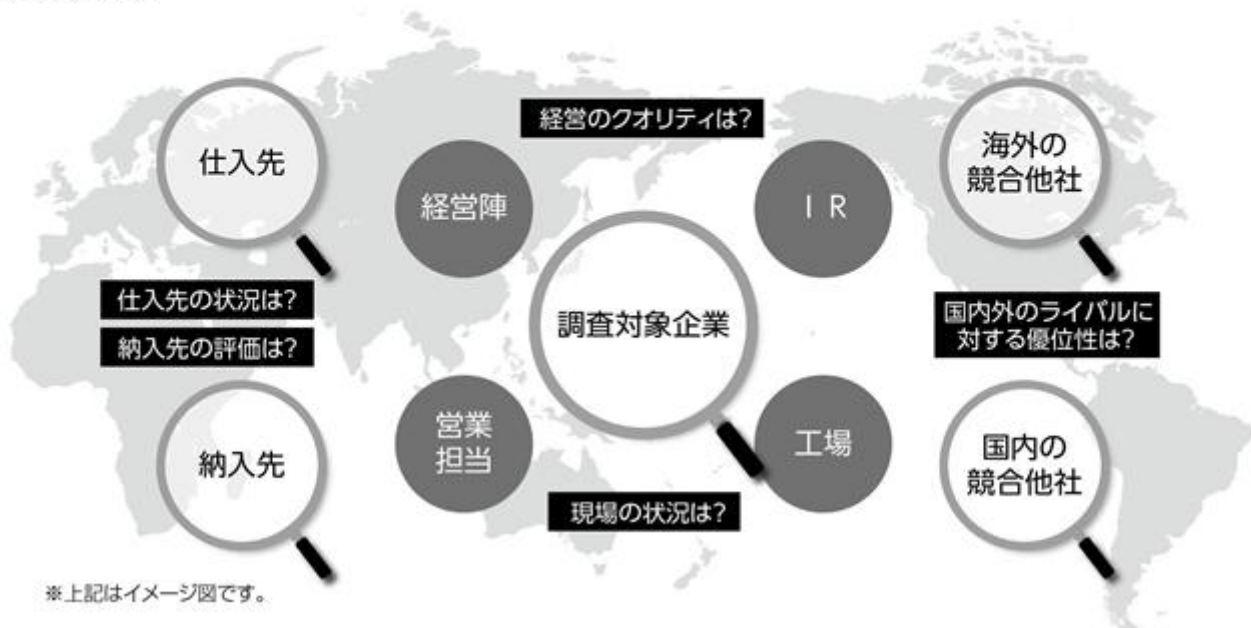 経営のクオリティは?
仕入先
経営陣
ＩＲ
海外の
競合他社
調査対象企業
仕入先の状況は?
納入先の評価は?
国内外のライバルに
対する優位性は?
納入先
営業
担当
工場
国内の
競合他社
現場の状況は?
※上記はイメージ図です。